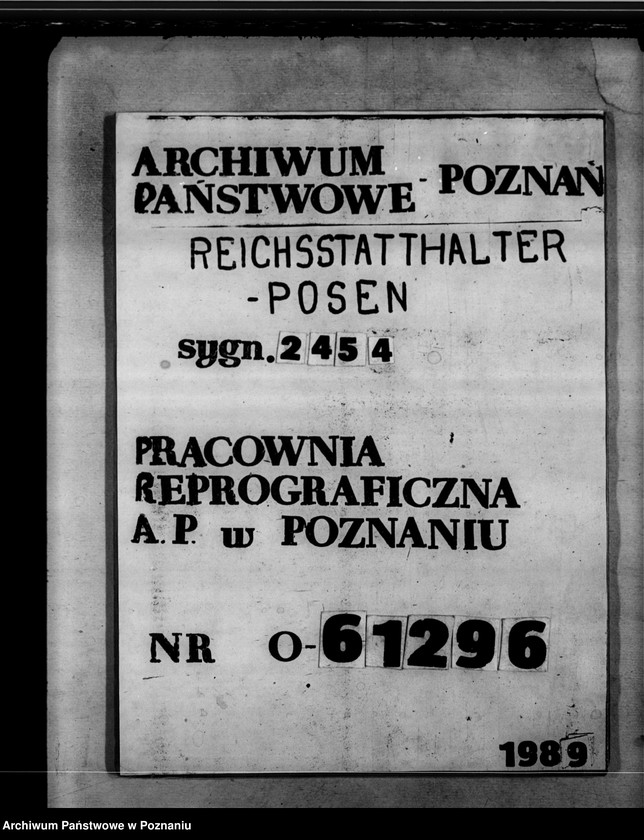 ARCHIWUM
PAŃSTWOWE - POZNAŃ
REICHSSTATTHALTER
-POSEN
sygn. 2454
PRACOWNIA
REPROGRAFICZNA
A.P. w POZNANIU
NR O-61296
1989
Archiwum Państwowe w Poznaniu